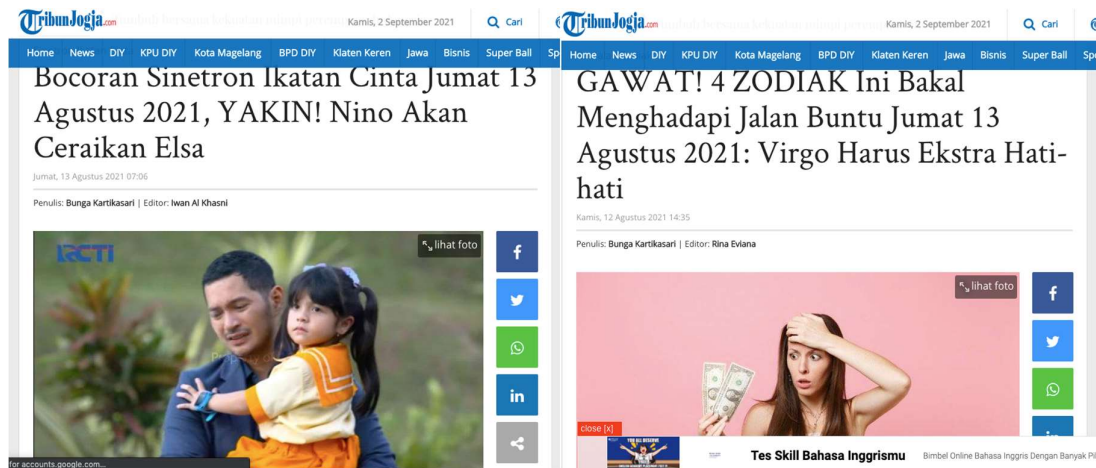 TribunJogja.com
Kamis, 2 September 2021
Cari
Home News DIY KPU DIY Kota Magelang BPD DIY Klaten Keren Jawa Bisnis Super Ball Sp
Bocoran Sinetron Ikatan Cinta Jumat 13
Agustus 2021, YAKIN! Nino Akan
Ceraikan Elsa
Jumat, 13 Agustus 2021 07:06
Penulis: Bunga Kartikasari | Editor: Iwan Al Khasni
RCTI
lihat foto
for accounts.google.com...
TribunJogja.com
Kamis, 2 September 2021
Cari
Home News DIY KPU DIY Kota Magelang BPD DIY Klaten Keren Jawa Bisnis Super Ball Spo
GAWAT! 4 ZODIAK Ini Bakal
Menghadapi Jalan Buntu Jumat 13
Agustus 2021: Virgo Harus Ekstra Hati-
hati
Kamis, 12 Agustus 2021 14:35
Penulis: Bunga Kartikasari | Editor: Rina Eviana
lihat foto
close [x]
YOU ALL DESERVE
Tes Skill Bahasa Inggrismu
Bimbel Online Bahasa Inggris Dengan Banyak Pil